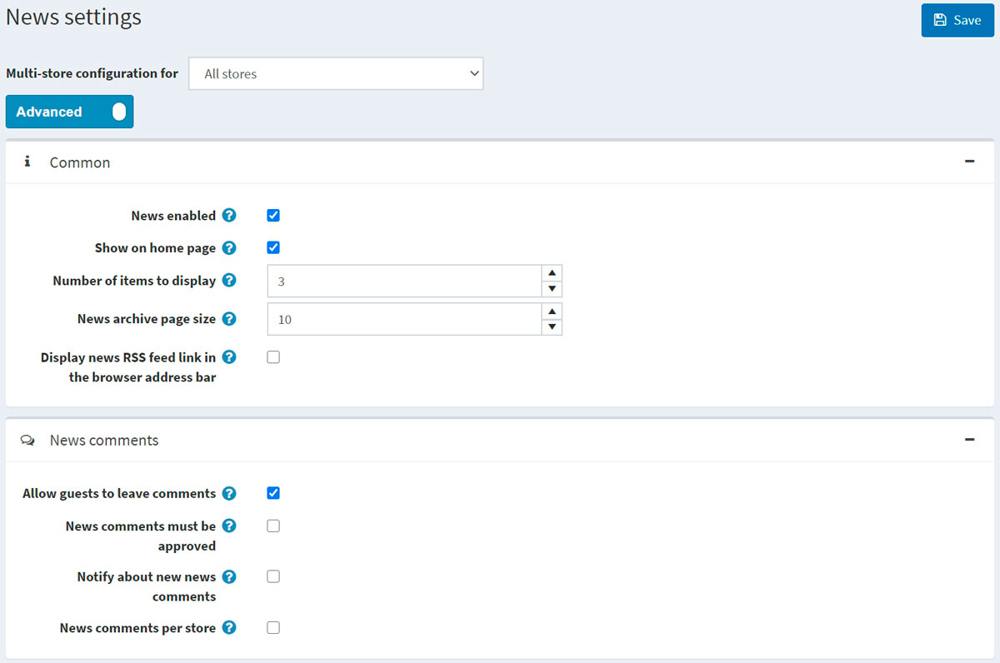 News settings
Save
Multi-store configuration for
All stores
Advanced
Common
News enabled
Show on home page
Number of items to display
3
News archive page size
10
Display news RSS feed link in
the browser address bar
News comments
Allow guests to leave comments
News comments must be
approved
Notify about new news
comments
News comments per store